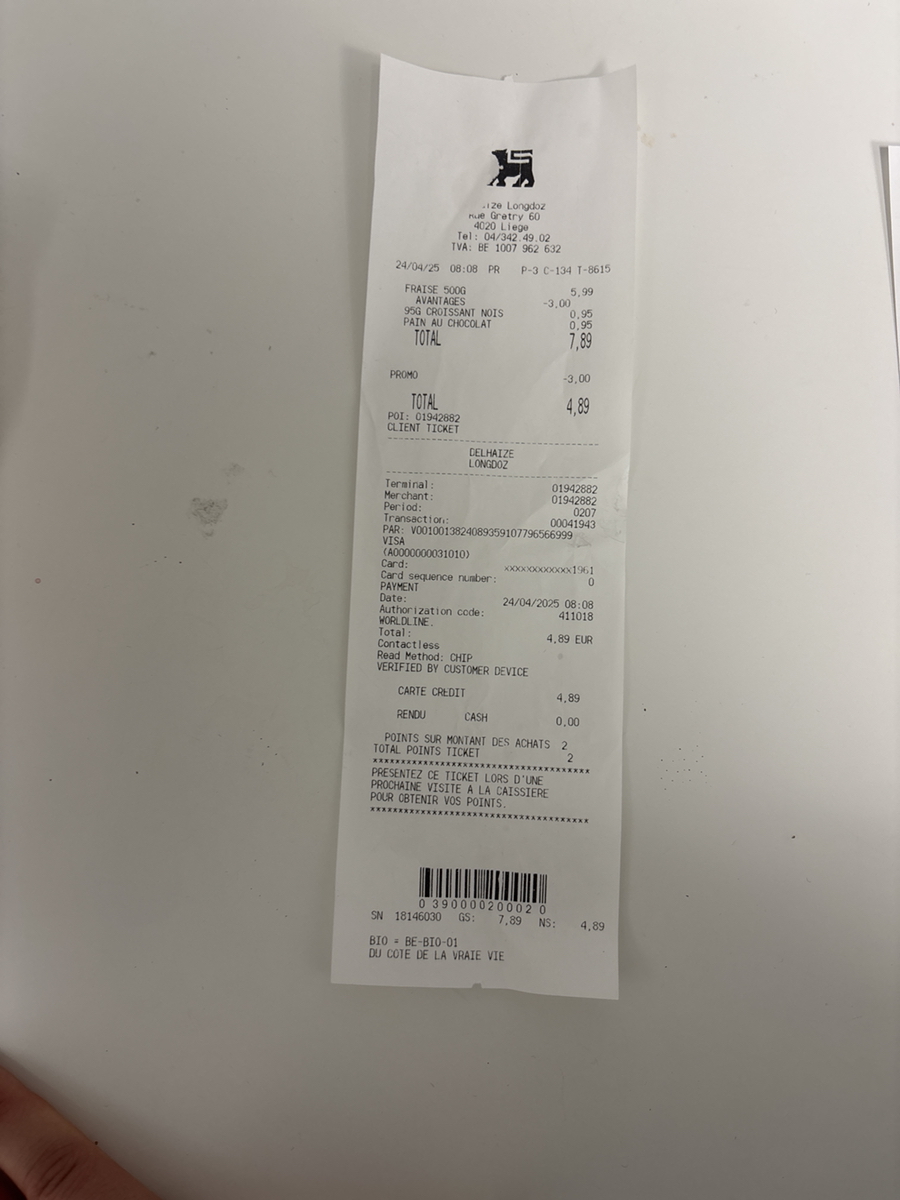 Longdoz
Rue Gretry 60
4020 Liege
Tel: 04/342.49.02
TVA: BE 1007 962 632
24/04/25 08:08 PR P-3 C-134 T-8615
FRAISE 500G 5,99
AVANTAGES -3,00
95G CROISSANT NOIS 0,95
PAIN AU CHOCOLAT 0,95
TOTAL 7,89
PROMO -3,00
TOTAL 4,89
POI: 01942882
CLIENT TICKET
DELHAIZE
LONGDOZ
Terminal: 01942882
Merchant: 01942882
Period: 0207
Transaction: 00041943
PAR: V0010013824089359107796566999
VISA
(A0000000031010)
Card: xxxxxxxxxxxx1961
Card sequence number: 0
PAYMENT
Date: 24/04/2025 08:08
Authorization code: 411018
WORLDLINE.
Total: 4,89 EUR
Contactless
Read Method: CHIP
VERIFIED BY CUSTOMER DEVICE
CARTE CREDIT 4,89
RENDU CASH 0,00
POINTS SUR MONTANT DES ACHATS 2
TOTAL POINTS TICKET 2
***************************************
PRESENTEZ CE TICKET LORS D'UNE
PROCHAINE VISITE A LA CAISSIERE
POUR OBTENIR VOS POINTS.
***************************************
0 390000200020
SN 18146030 GS: 7,89 NS: 4,89
BIO = BE-BIO-01
DU COTE DE LA VRAIE VIE